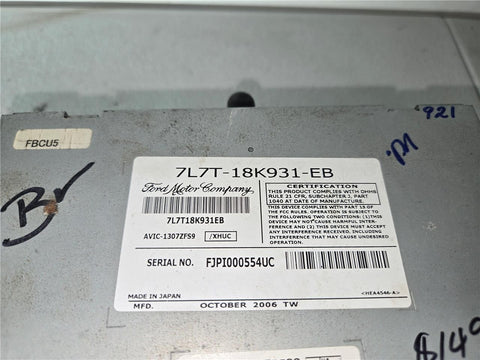 921
FBCU5
Br
7L7T-18K931-EB
Ford Motor Company
7L7T18K931EB
AVIC-1307ZFS9 /XHUC
CERTIFICATION
THIS PRODUCT COMPLIES WITH DHHS
RULE 21 CFR, SUBCHAPTER J, PART
1040 AT DATE OF MANUFACTURE.
THIS DEVICE COMPLIES WITH PART 15 OF
THE FCC RULES. OPERATION IS SUBJECT TO
THE FOLLOWING TWO CONDITIONS: (1) THIS
DEVICE MAY NOT CAUSE HARMFUL INTER-
FERENCE AND (2) THIS DEVICE MUST ACCEPT
ANY INTERFERENCE RECEIVED, INCLUDING
INTERFERENCE THAT MAY CAUSE
UNDESIRED OPERATION.
SERIAL NO. FJPI000554UC
MADE IN JAPAN
<HEA4546-A>
MFD. OCTOBER 2006 TW